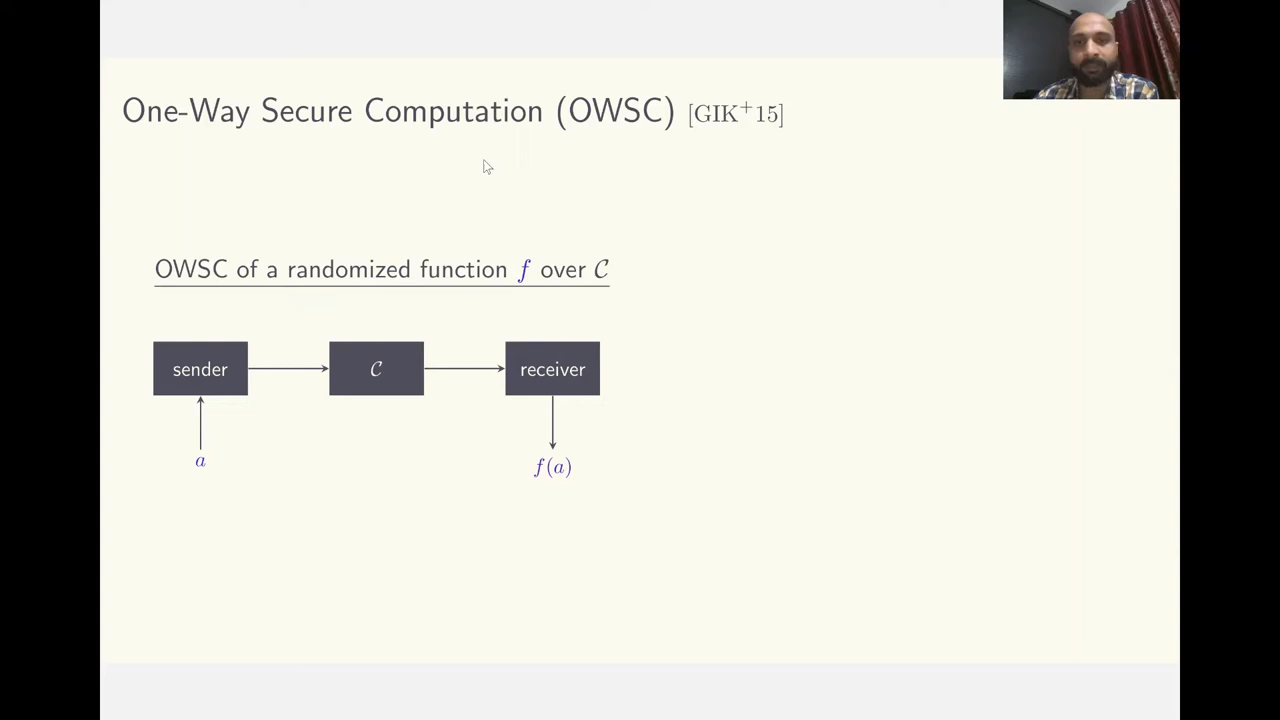 One-Way Secure Computation (OWSC) [GIK⁺15]
OWSC of a randomized function f over 𝒞
sender
𝒞
receiver
a
f(a)